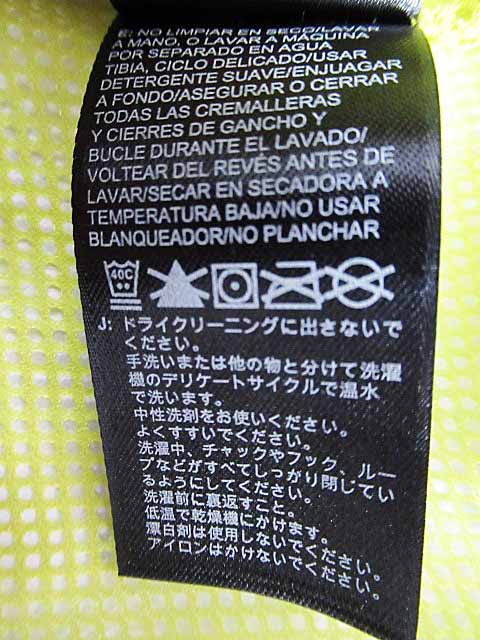 E: NO LIMPIAR EN SECO/LAVAR
A MANO, O LAVAR A MÁQUINA
POR SEPARADO EN AGUA
TIBIA, CICLO DELICADO/USAR
DETERGENTE SUAVE/ENJUAGAR
A FONDO/ASEGURAR O CERRAR
TODAS LAS CREMALLERAS
Y CIERRES DE GANCHO Y
BUCLE DURANTE EL LAVADO/
VOLTEAR DEL REVÉS ANTES DE
LAVAR/SECAR EN SECADORA A
TEMPERATURA BAJA/NO USAR
BLANQUEADOR/NO PLANCHAR
40C
J: ドライクリーニングに出さないで
ください。
手洗いまたは他の物と分けて洗濯
機のデリケートサイクルで温水
で洗います。
中性洗剤をお使いください。
よくすすいでください。
洗濯中、チャックやフック、ルー
プなどがすべてしっかり閉じてい
るようにしてください。
洗濯前に裏返すこと。
低温で乾燥機にかけます。
漂白剤は使用しないでください。
アイロンはかけないでください。